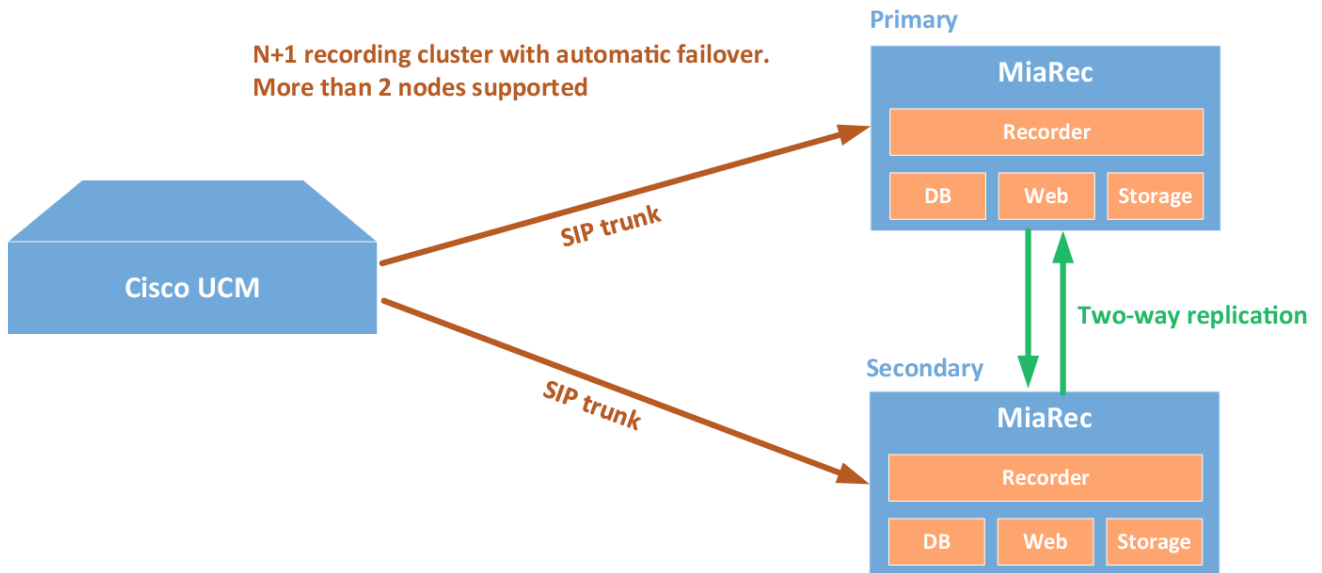 N+1 recording cluster with automatic failover.
More than 2 nodes supported
Primary
MiaRec
Recorder
DB
Web
Storage
SIP trunk
Cisco UCM
Two-way replication
SIP trunk
Secondary
MiaRec
Recorder
DB
Web
Storage